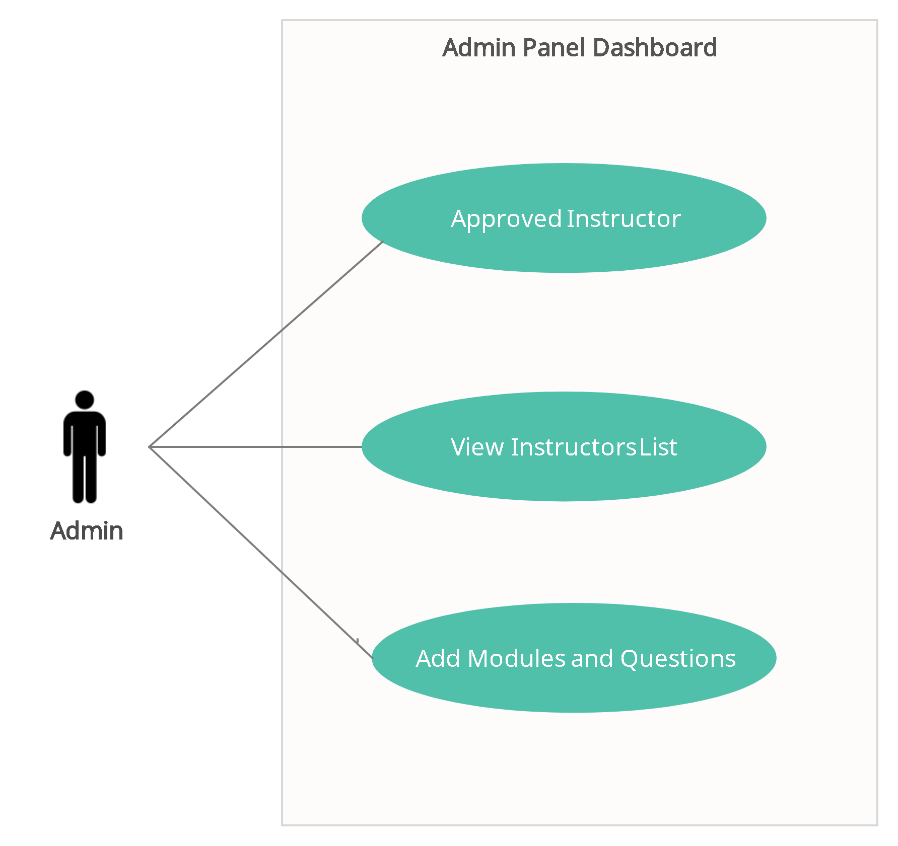 Admin Panel Dashboard
Approved Instructor
View Instructors List
Admin
Add Modules and Questions